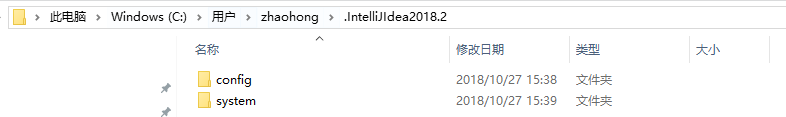 此电脑 > Windows (C:) > 用户 > zhaohong > .IntelliJIdea2018.2
名称 修改日期 类型 大小
config 2018/10/27 15:38 文件夹
system 2018/10/27 15:39 文件夹